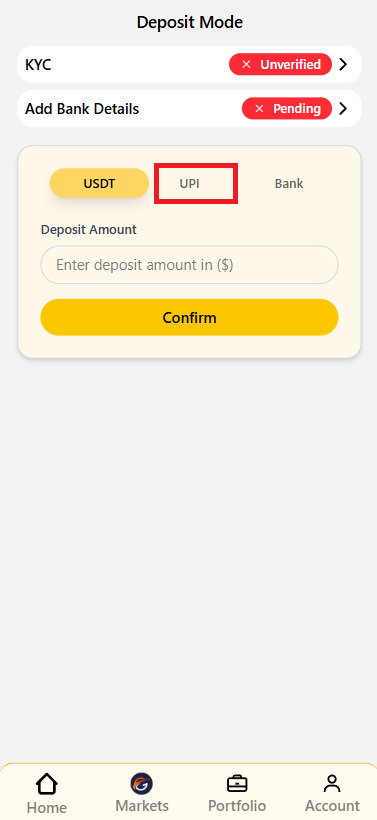 Deposit Mode
KYC × Unverified
Add Bank Details × Pending
USDT UPI Bank
Deposit Amount
Enter deposit amount in ($)
Confirm
Home Markets Portfolio Account